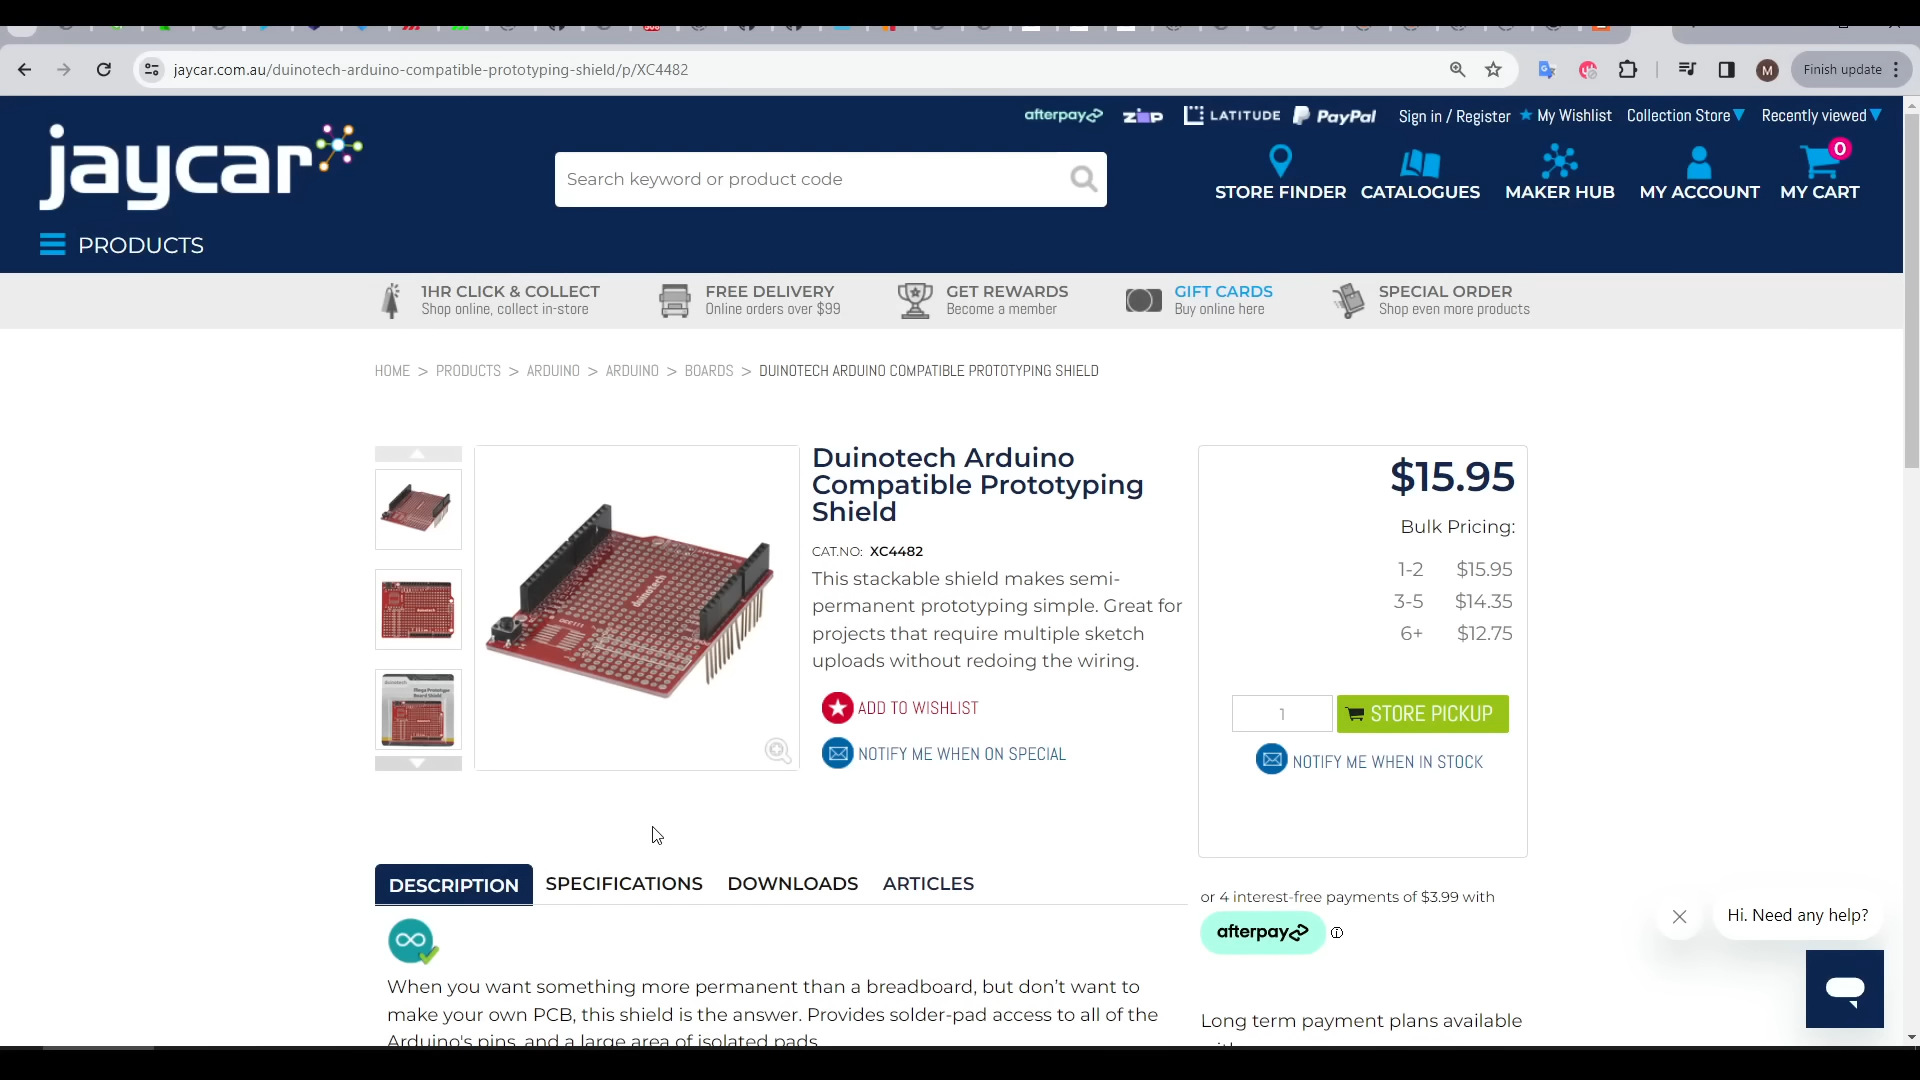 jaycar.com.au/duinotech-arduino-compatible-prototyping-shield/p/XC4482
M
Finish update
afterpay
zip
LATITUDE
PayPal
Sign in / Register
My Wishlist
Collection Store
Recently viewed
jaycar
Search keyword or product code
STORE FINDER
CATALOGUES
MAKER HUB
MY ACCOUNT
0
MY CART
PRODUCTS
1HR CLICK & COLLECT
Shop online, collect in-store
FREE DELIVERY
Online orders over $99
GET REWARDS
Become a member
GIFT CARDS
Buy online here
SPECIAL ORDER
Shop even more products
HOME > PRODUCTS > ARDUINO > ARDUINO > BOARDS > DUINOTECH ARDUINO COMPATIBLE PROTOTYPING SHIELD
duinotech
Duinotech Arduino
Compatible Prototyping
Shield
CAT.NO: XC4482
This stackable shield makes semi-
permanent prototyping simple. Great for
projects that require multiple sketch
uploads without redoing the wiring.
ADD TO WISHLIST
NOTIFY ME WHEN ON SPECIAL
$15.95
Bulk Pricing:
1-2 $15.95
3-5 $14.35
6+ $12.75
1
STORE PICKUP
NOTIFY ME WHEN IN STOCK
DESCRIPTION
SPECIFICATIONS
DOWNLOADS
ARTICLES
When you want something more permanent than a breadboard, but don't want to
make your own PCB, this shield is the answer. Provides solder-pad access to all of the
Arduino's pins, and a large area of isolated pads.
or 4 interest-free payments of $3.99 with
afterpay
Long term payment plans available
Hi. Need any help?